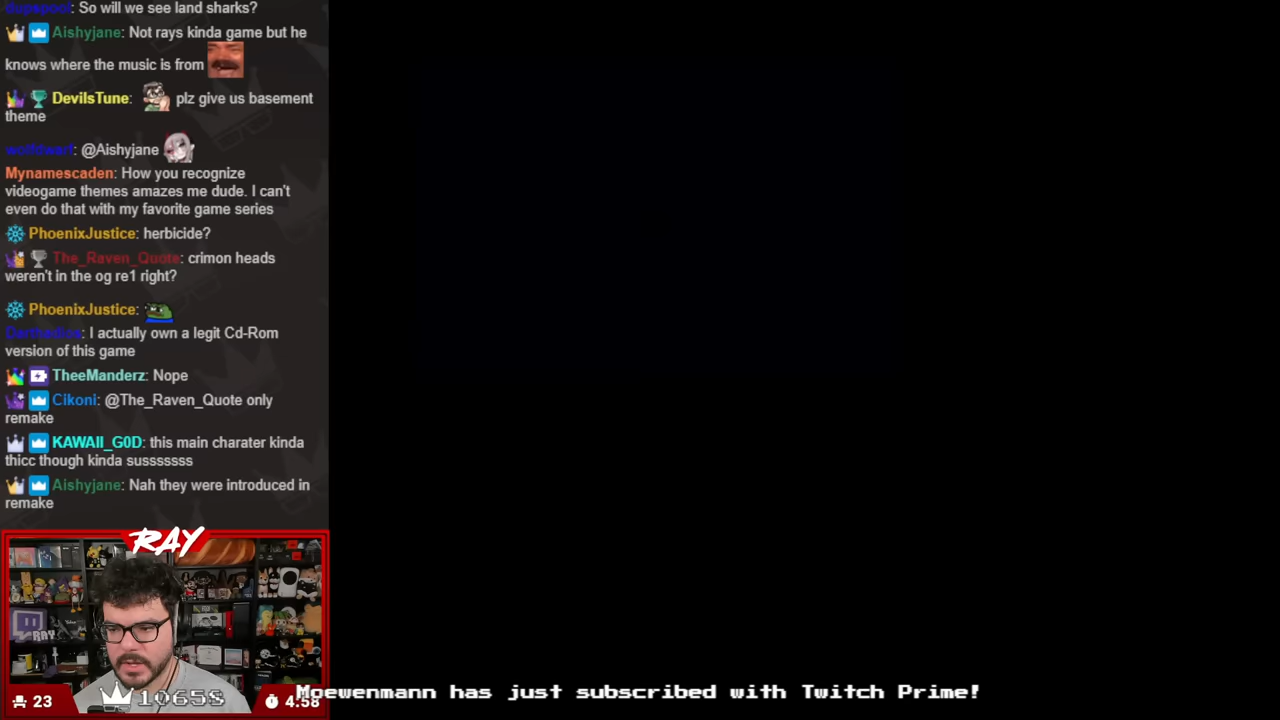 dupapool: So will we see land sharks?
Aishyjane: Not rays kinda game but he
knows where the music is from
DevilsTune: plz give us basement
theme
@Aishyjane
Mynamescaden: How you recognize
videogame themes amazes me dude. I can't
even do that with my favorite game series
PhoenixJustice: herbicide?
The_Raven_Quote: crimon heads
weren't in the og re1 right?
PhoenixJustice:
I actually own a legit Cd-Rom
version of this game
TheeManderz: Nope
Cikoni: @The_Raven_Quote only
remake
KAWAII_G0D: this main charater kinda
thicc though kinda susssssss
Aishyjane: Nah they were introduced in
remake
RAY
RAY
23
10658
4:58
Moewenmann has just subscribed with Twitch Prime!